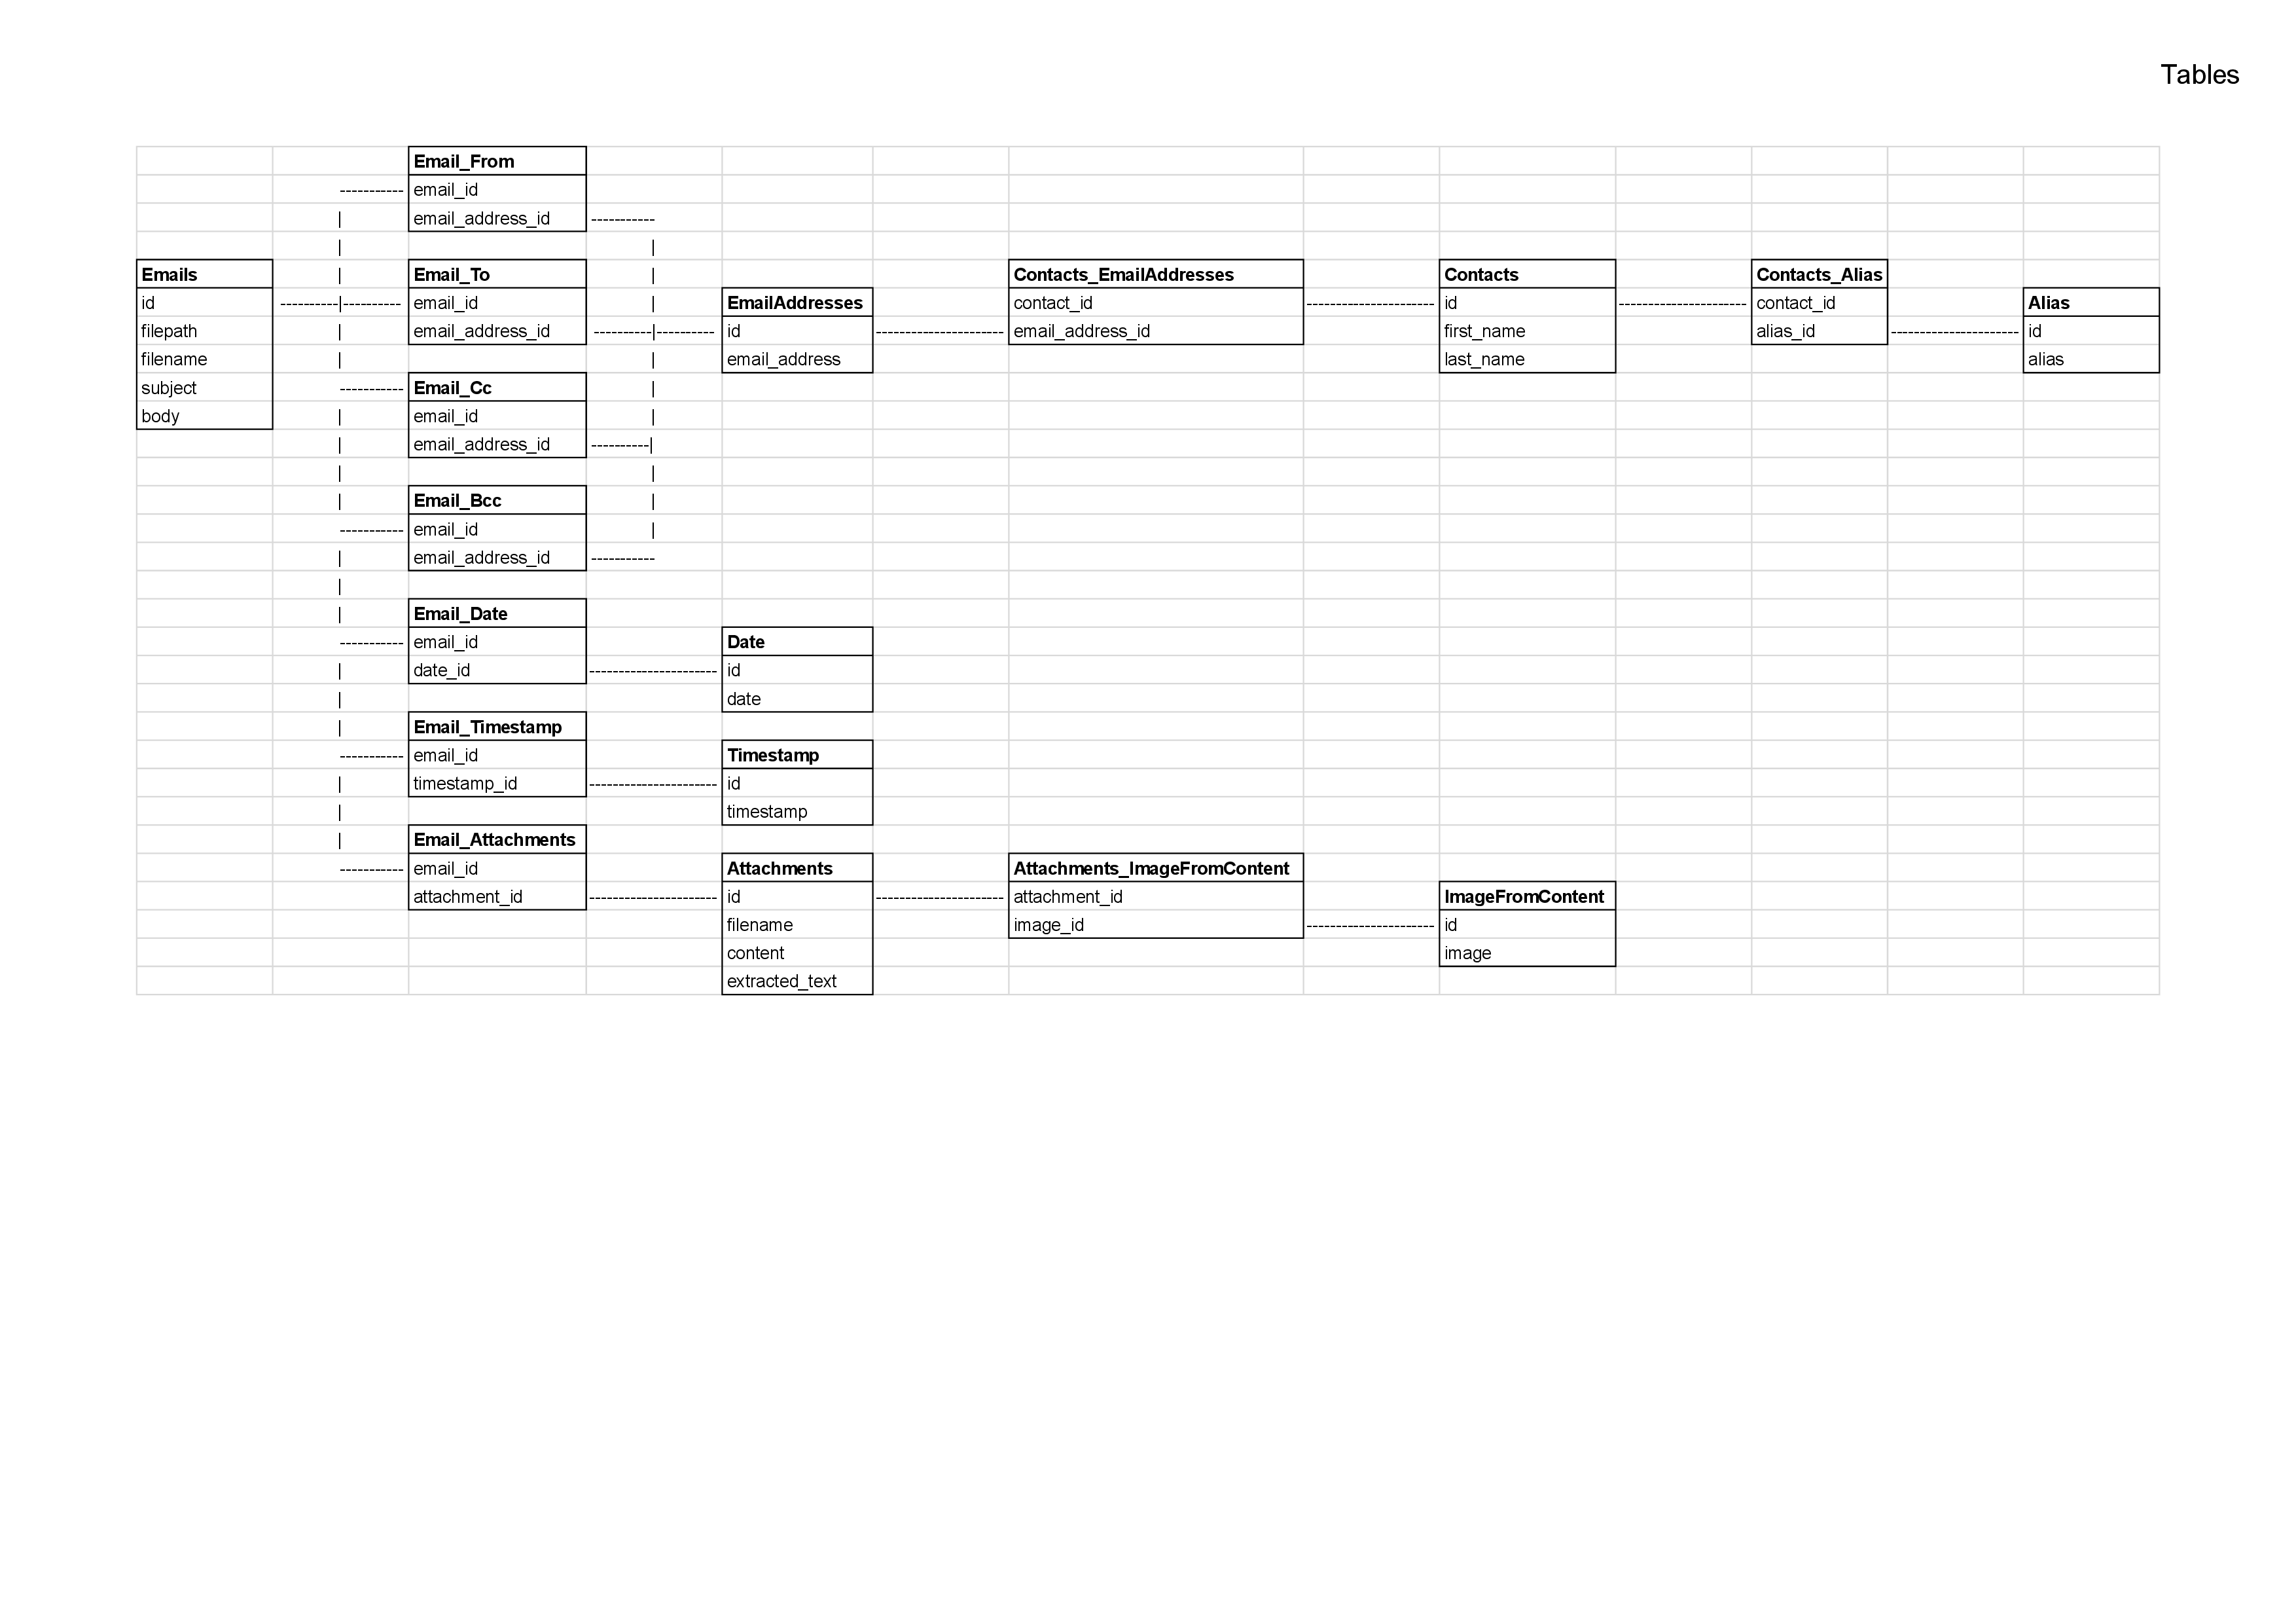 Tables
Email_From
email_id
email_address_id
Emails
id
filepath
filename
subject
body
Email_To
email_id
email_address_id
EmailAddresses
id
email_address
Contacts_EmailAddresses
contact_id
email_address_id
Contacts
id
first_name
last_name
Contacts_Alias
contact_id
alias_id
Alias
id
alias
Email_Cc
email_id
email_address_id
Email_Bcc
email_id
email_address_id
Email_Date
email_id
date_id
Date
id
date
Email_Timestamp
email_id
timestamp_id
Timestamp
id
timestamp
Email_Attachments
email_id
attachment_id
Attachments
id
filename
content
extracted_text
Attachments_ImageFromContent
attachment_id
image_id
ImageFromContent
id
image